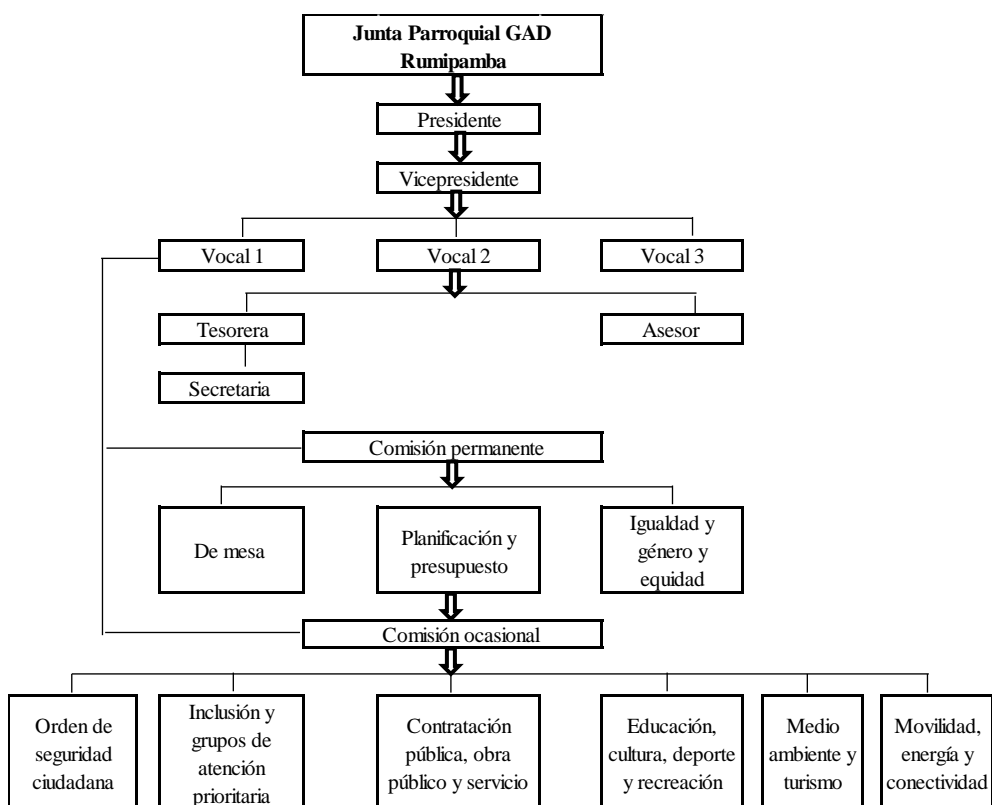 Junta Parroquial GAD
Rumipamba
Presidente
Vicepresidente
Vocal 1
Vocal 2
Vocal 3
Tesorera
Asesor
Secretaria
Comisión permanente
De mesa
Planificación y
presupuesto
Igualdad y
género y
equidad
Comisión ocasional
Orden de
seguridad
ciudadana
Inclusión y
grupos de
atención
prioritaria
Contratación
pública, obra
público y servicio
Educación,
cultura, deporte
y recreación
Medio
ambiente y
turismo
Movilidad,
energía y
conectividad